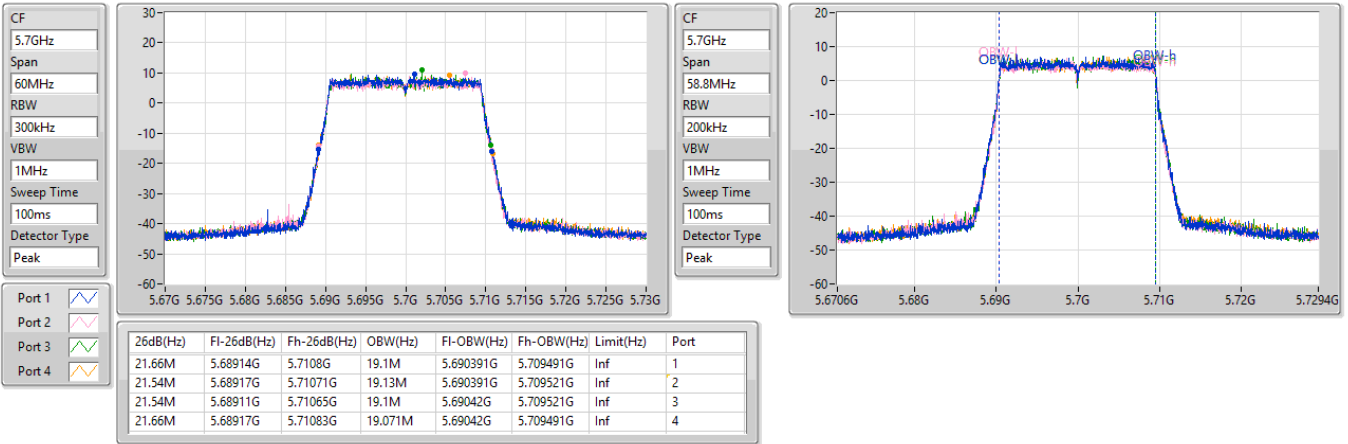 CF
5.7GHz
Span
60MHz
RBW
300kHz
VBW
1MHz
Sweep Time
100ms
Detector Type
Peak
30
20
10
0
-10
-20
-30
-40
-50
-60
5.67G 5.675G 5.68G 5.685G 5.69G 5.695G 5.7G 5.705G 5.71G 5.715G 5.72G 5.725G 5.73G
CF
5.7GHz
Span
58.8MHz
RBW
200kHz
VBW
1MHz
Sweep Time
100ms
Detector Type
Peak
20
10
0
-10
-20
-30
-40
-50
-60
OBW-l
OBW-h
5.6706G 5.68G 5.69G 5.7G 5.71G 5.72G 5.7294G
Port 1
Port 2
Port 3
Port 4
26dB(Hz) Fl-26dB(Hz) Fh-26dB(Hz) OBW(Hz) Fl-OBW(Hz) Fh-OBW(Hz) Limit(Hz) Port
21.66M 5.68914G 5.7108G 19.1M 5.690391G 5.709491G Inf 1
21.54M 5.68917G 5.71071G 19.13M 5.690391G 5.709521G Inf 2
21.54M 5.68911G 5.71065G 19.1M 5.69042G 5.709521G Inf 3
21.66M 5.68917G 5.71083G 19.071M 5.69042G 5.709491G Inf 4